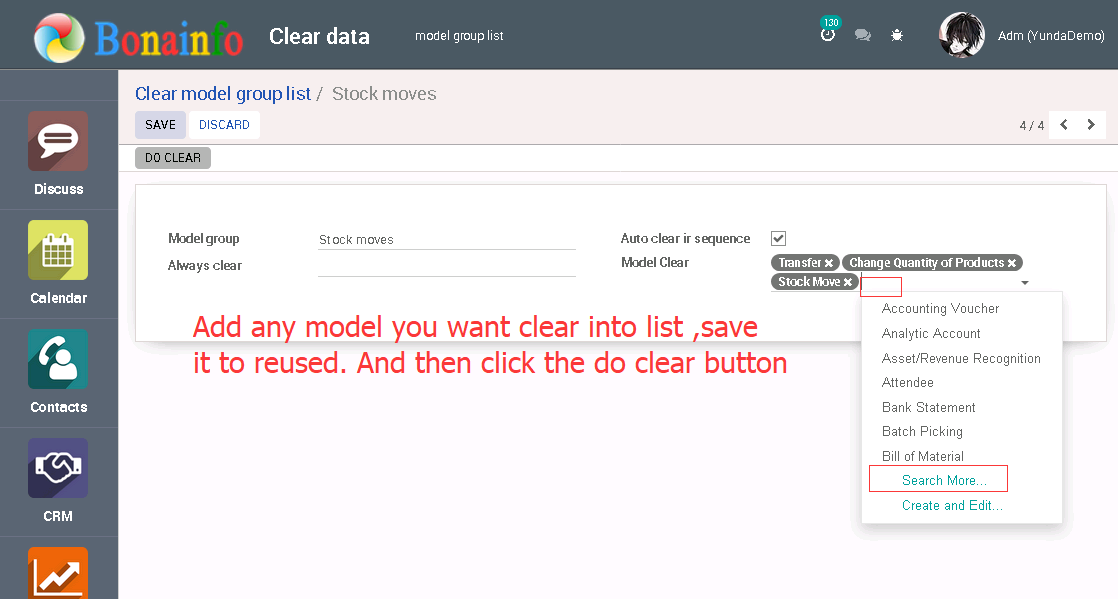 Bonainfo
Clear data
model group list
130
Adm (YundaDemo)
Clear model group list / Stock moves
SAVE
DISCARD
4 / 4
DO CLEAR
Discuss
Calendar
Contacts
CRM
Model group
Stock moves
Always clear
Auto clear ir sequence
Model Clear
Transfer ×
Change Quantity of Products ×
Stock Move ×
Accounting Voucher
Analytic Account
Asset/Revenue Recognition
Attendee
Bank Statement
Batch Picking
Bill of Material
Search More...
Create and Edit...
Add any model you want clear into list ,save
it to reused. And then click the do clear button